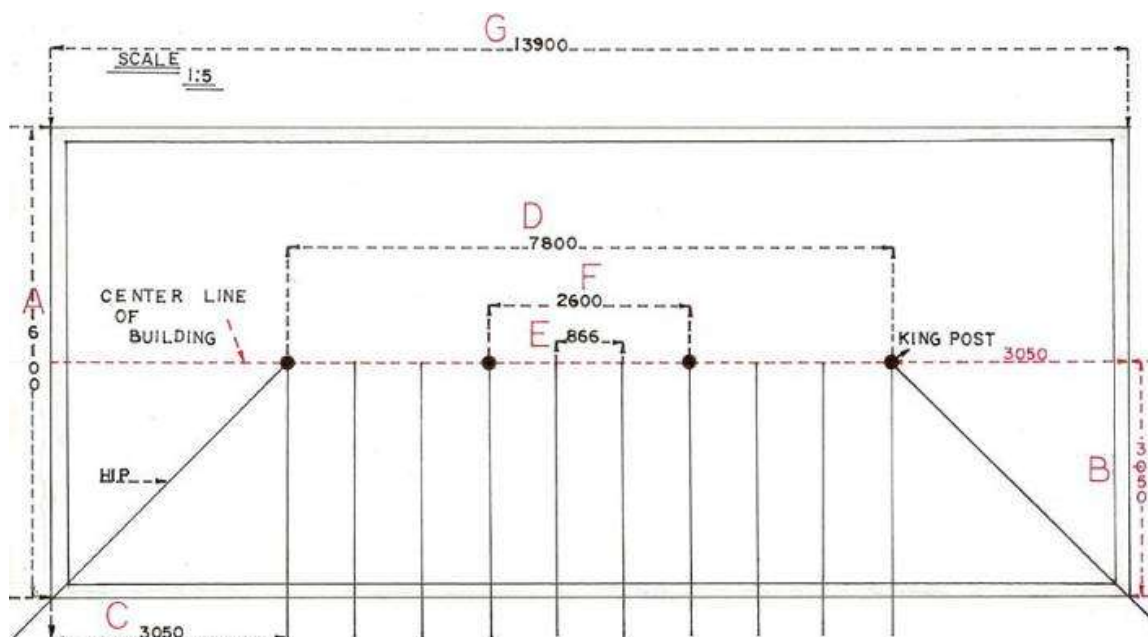 G
13900
SCALE
1:5
D
7800
F
2600
A
6100
CENTER LINE
OF
BUILDING
E
866
KING POST
3050
HIP
B
3050
C
3050